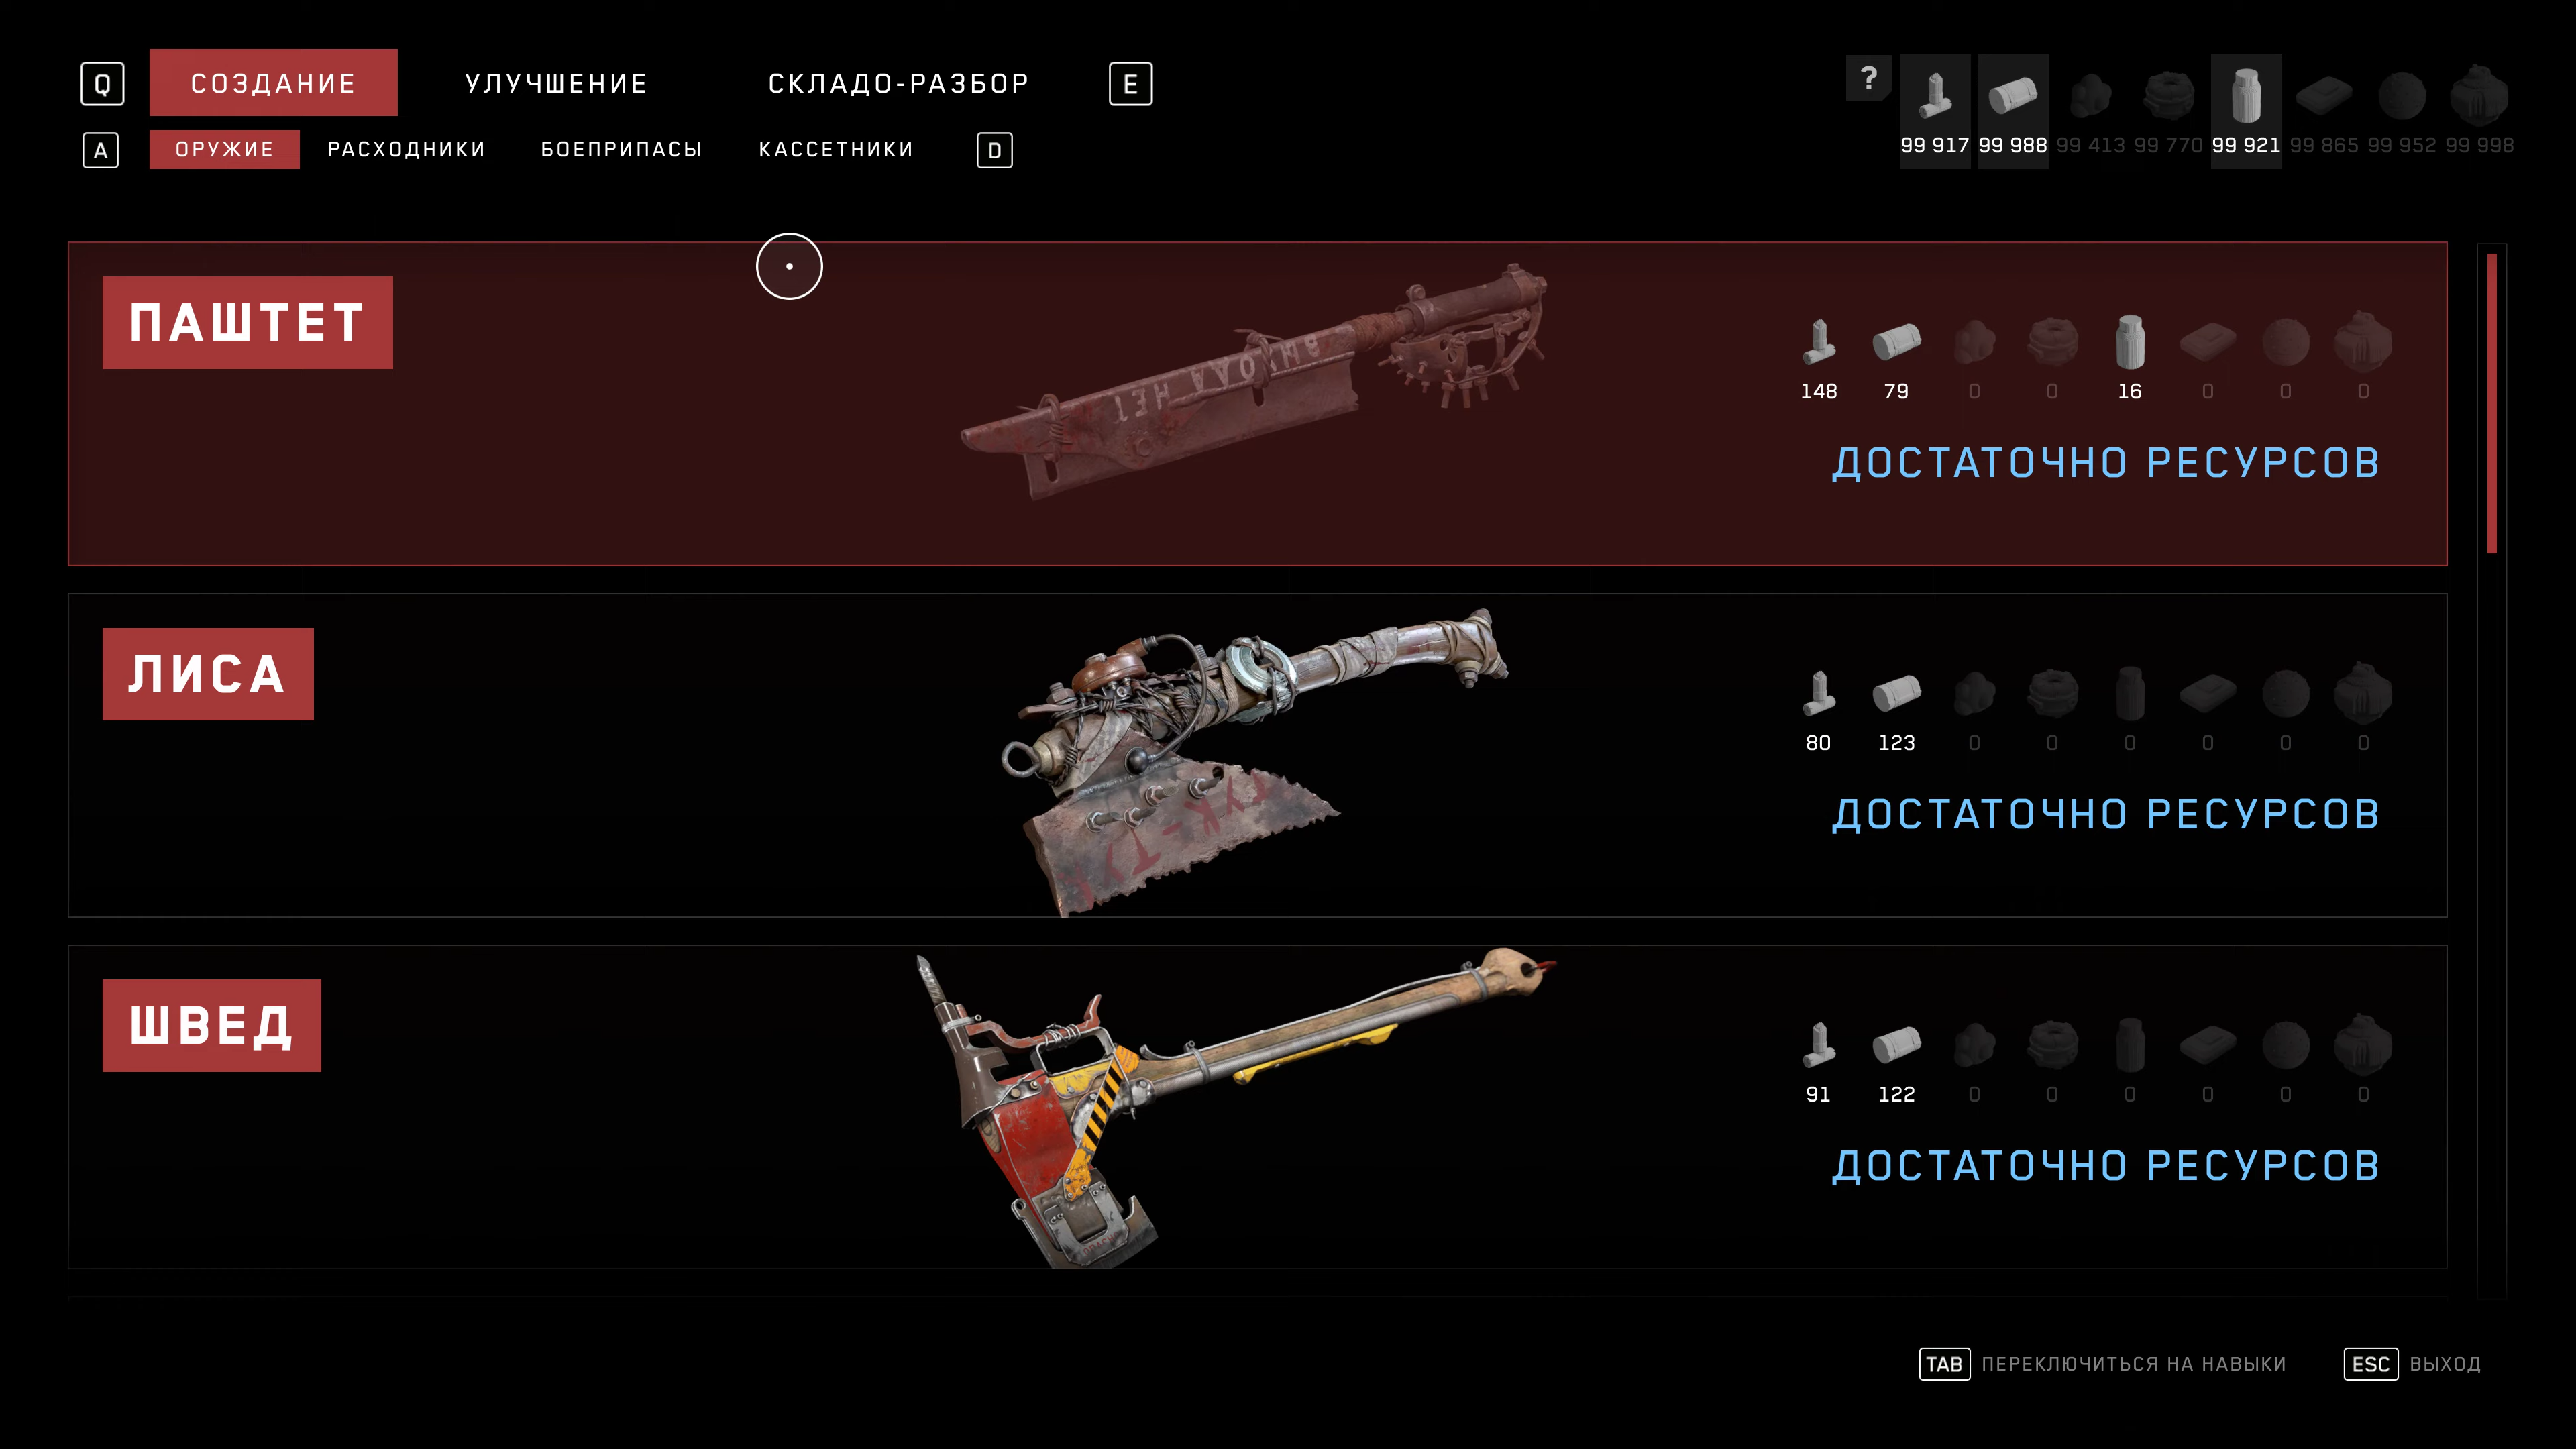 Q СОЗДАНИЕ УЛУЧШЕНИЕ СКЛАДО-РАЗБОР E
A ОРУЖИЕ РАСХОДНИКИ БОЕПРИПАСЫ КАССЕТНИКИ D
?
99 917 99 988 99 413 99 770 99 921 99 865 99 952 99 998
ПАШТЕТ
ВХОДА НЕТ
148 79 0 0 16 0 0 0
ДОСТАТОЧНО РЕСУРСОВ
ЛИСА
80 123 0 0 0 0 0 0
ДОСТАТОЧНО РЕСУРСОВ
ШВЕД
91 122 0 0 0 0 0 0
ДОСТАТОЧНО РЕСУРСОВ
TAB ПЕРЕКЛЮЧИТЬСЯ НА НАВЫКИ ESC ВЫХОД